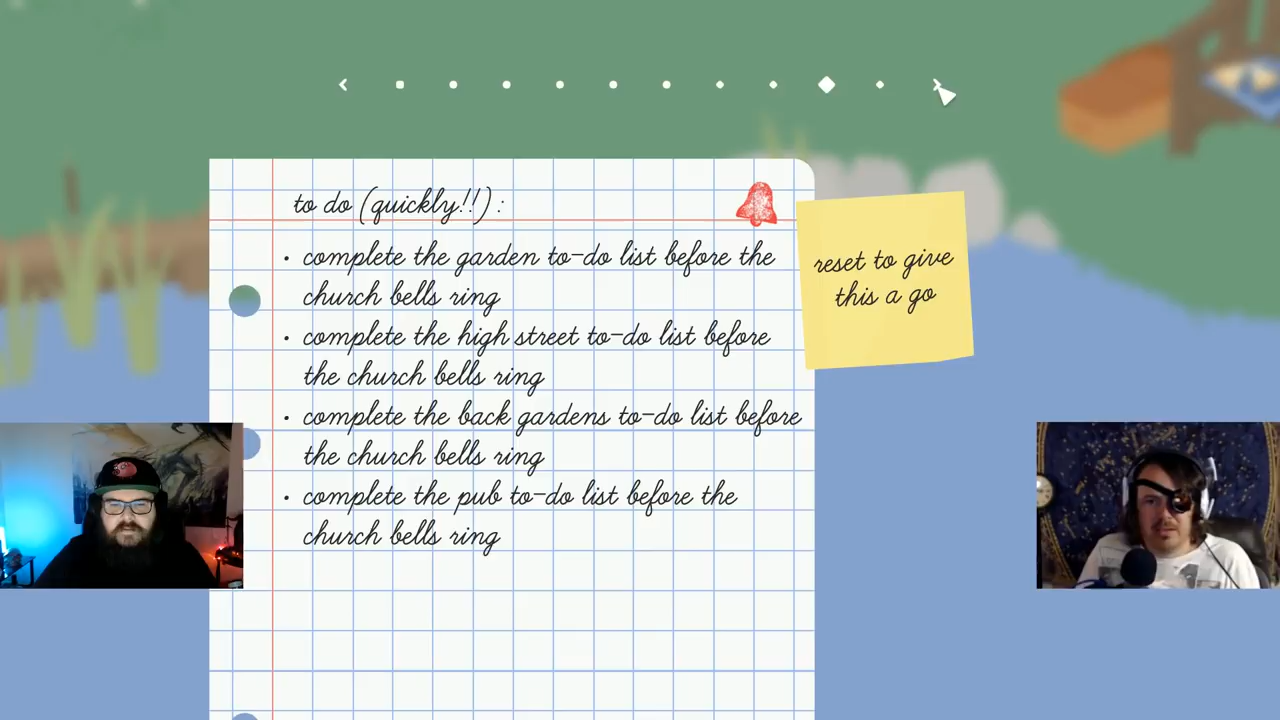 to do (quickly!!) :
• complete the garden to-do list before the
church bells ring
• complete the high street to-do list before
the church bells ring
• complete the back gardens to-do list before
the church bells ring
• complete the pub to-do list before the
church bells ring
reset to give
this a go